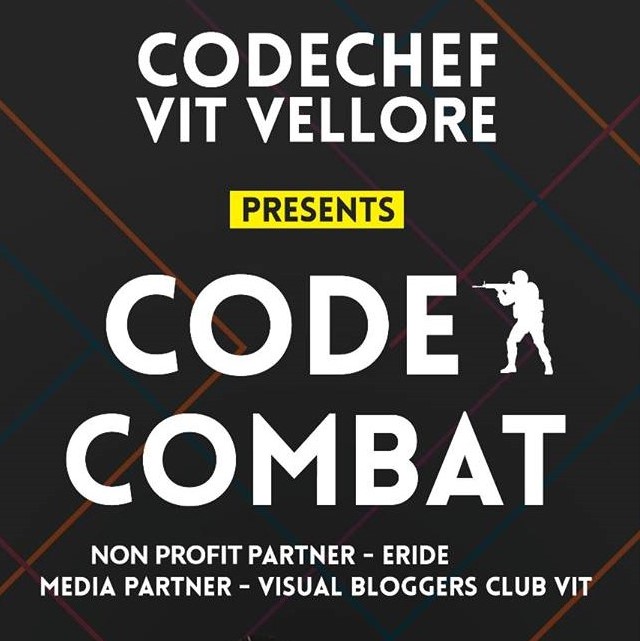 CODECHEF
VIT VELLORE
PRESENTS
CODE
COMBAT
NON PROFIT PARTNER - ERIDE
MEDIA PARTNER - VISUAL BLOGGERS CLUB VIT